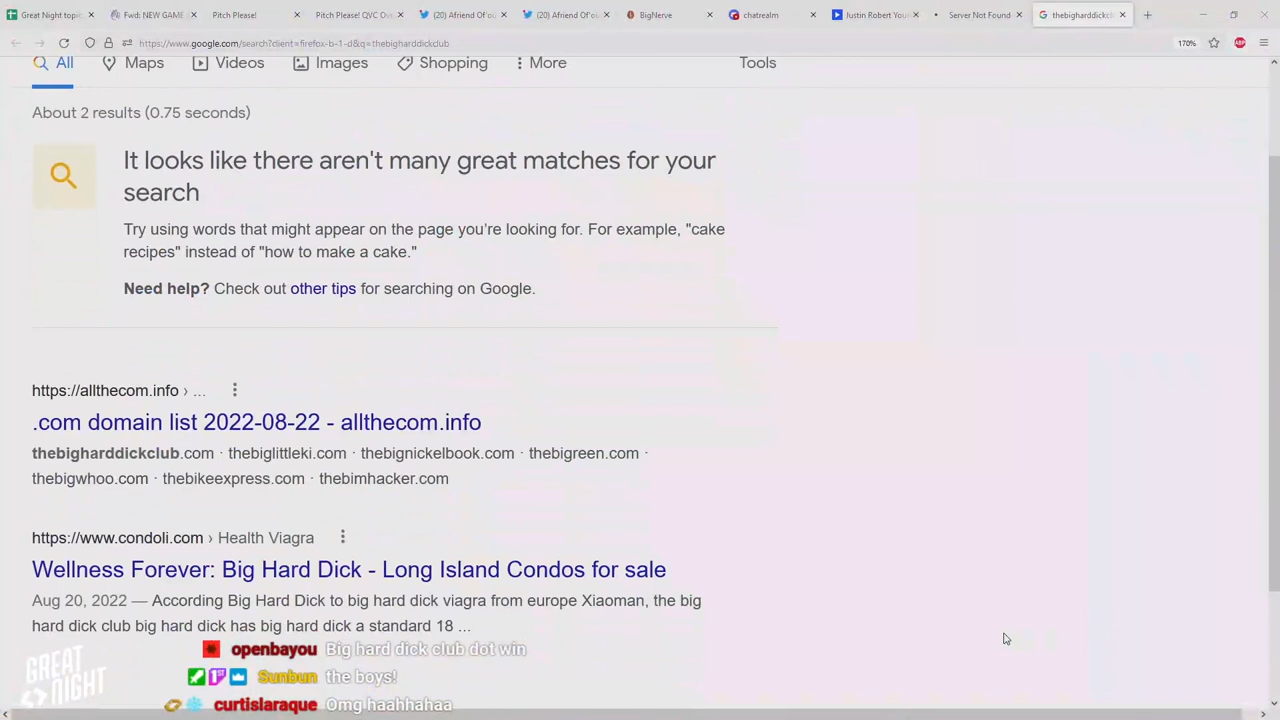 Great Night topic
Fwd: NEW GAME
Pitch Please!
Pitch Please! QVC Ov
(20) Afriend Of'ou
(20) Afriend Of'ou
BigNerve
chatrealm
Justin Robert You
Server Not Found
thebigharddickcl
https://www.google.com/search?client=firefox-b-1-d&q=thebigharddickclub
170%
ABP
All
Maps
Videos
Images
Shopping
More
Tools
About 2 results (0.75 seconds)
It looks like there aren't many great matches for your
search
Try using words that might appear on the page you're looking for. For example, "cake
recipes" instead of "how to make a cake."
Need help? Check out other tips for searching on Google.
https://allthecom.info › ...
.com domain list 2022-08-22 - allthecom.info
thebigharddickclub.com · thebiglittleki.com · thebignickelbook.com · thebigreen.com ·
thebigwhoo.com · thebikeexpress.com · thebimhacker.com
https://www.condoli.com › Health Viagra
Wellness Forever: Big Hard Dick - Long Island Condos for sale
Aug 20, 2022 — According Big Hard Dick to big hard dick viagra from europe Xiaoman, the big
hard dick club big hard dick has big hard dick a standard 18 ...
openbayou Big hard dick club dot win
1ST Sunbun the boys!
curtislaraque Omg haahhahaa
GREAT
NIGHT